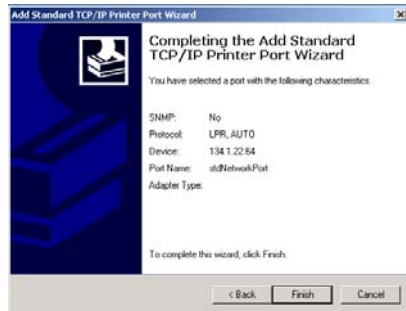 Add Standard TCP/IP Printer Port Wizard
Completing the Add Standard
TCP/IP Printer Port Wizard
You have selected a port with the following characteristics.
SNMP: No
Protocol: LPR, AUTO
Device: 134.1.22.64
Port Name: stdNetworkPort
Adapter Type:
To complete this wizard, click Finish.
< Back Finish Cancel